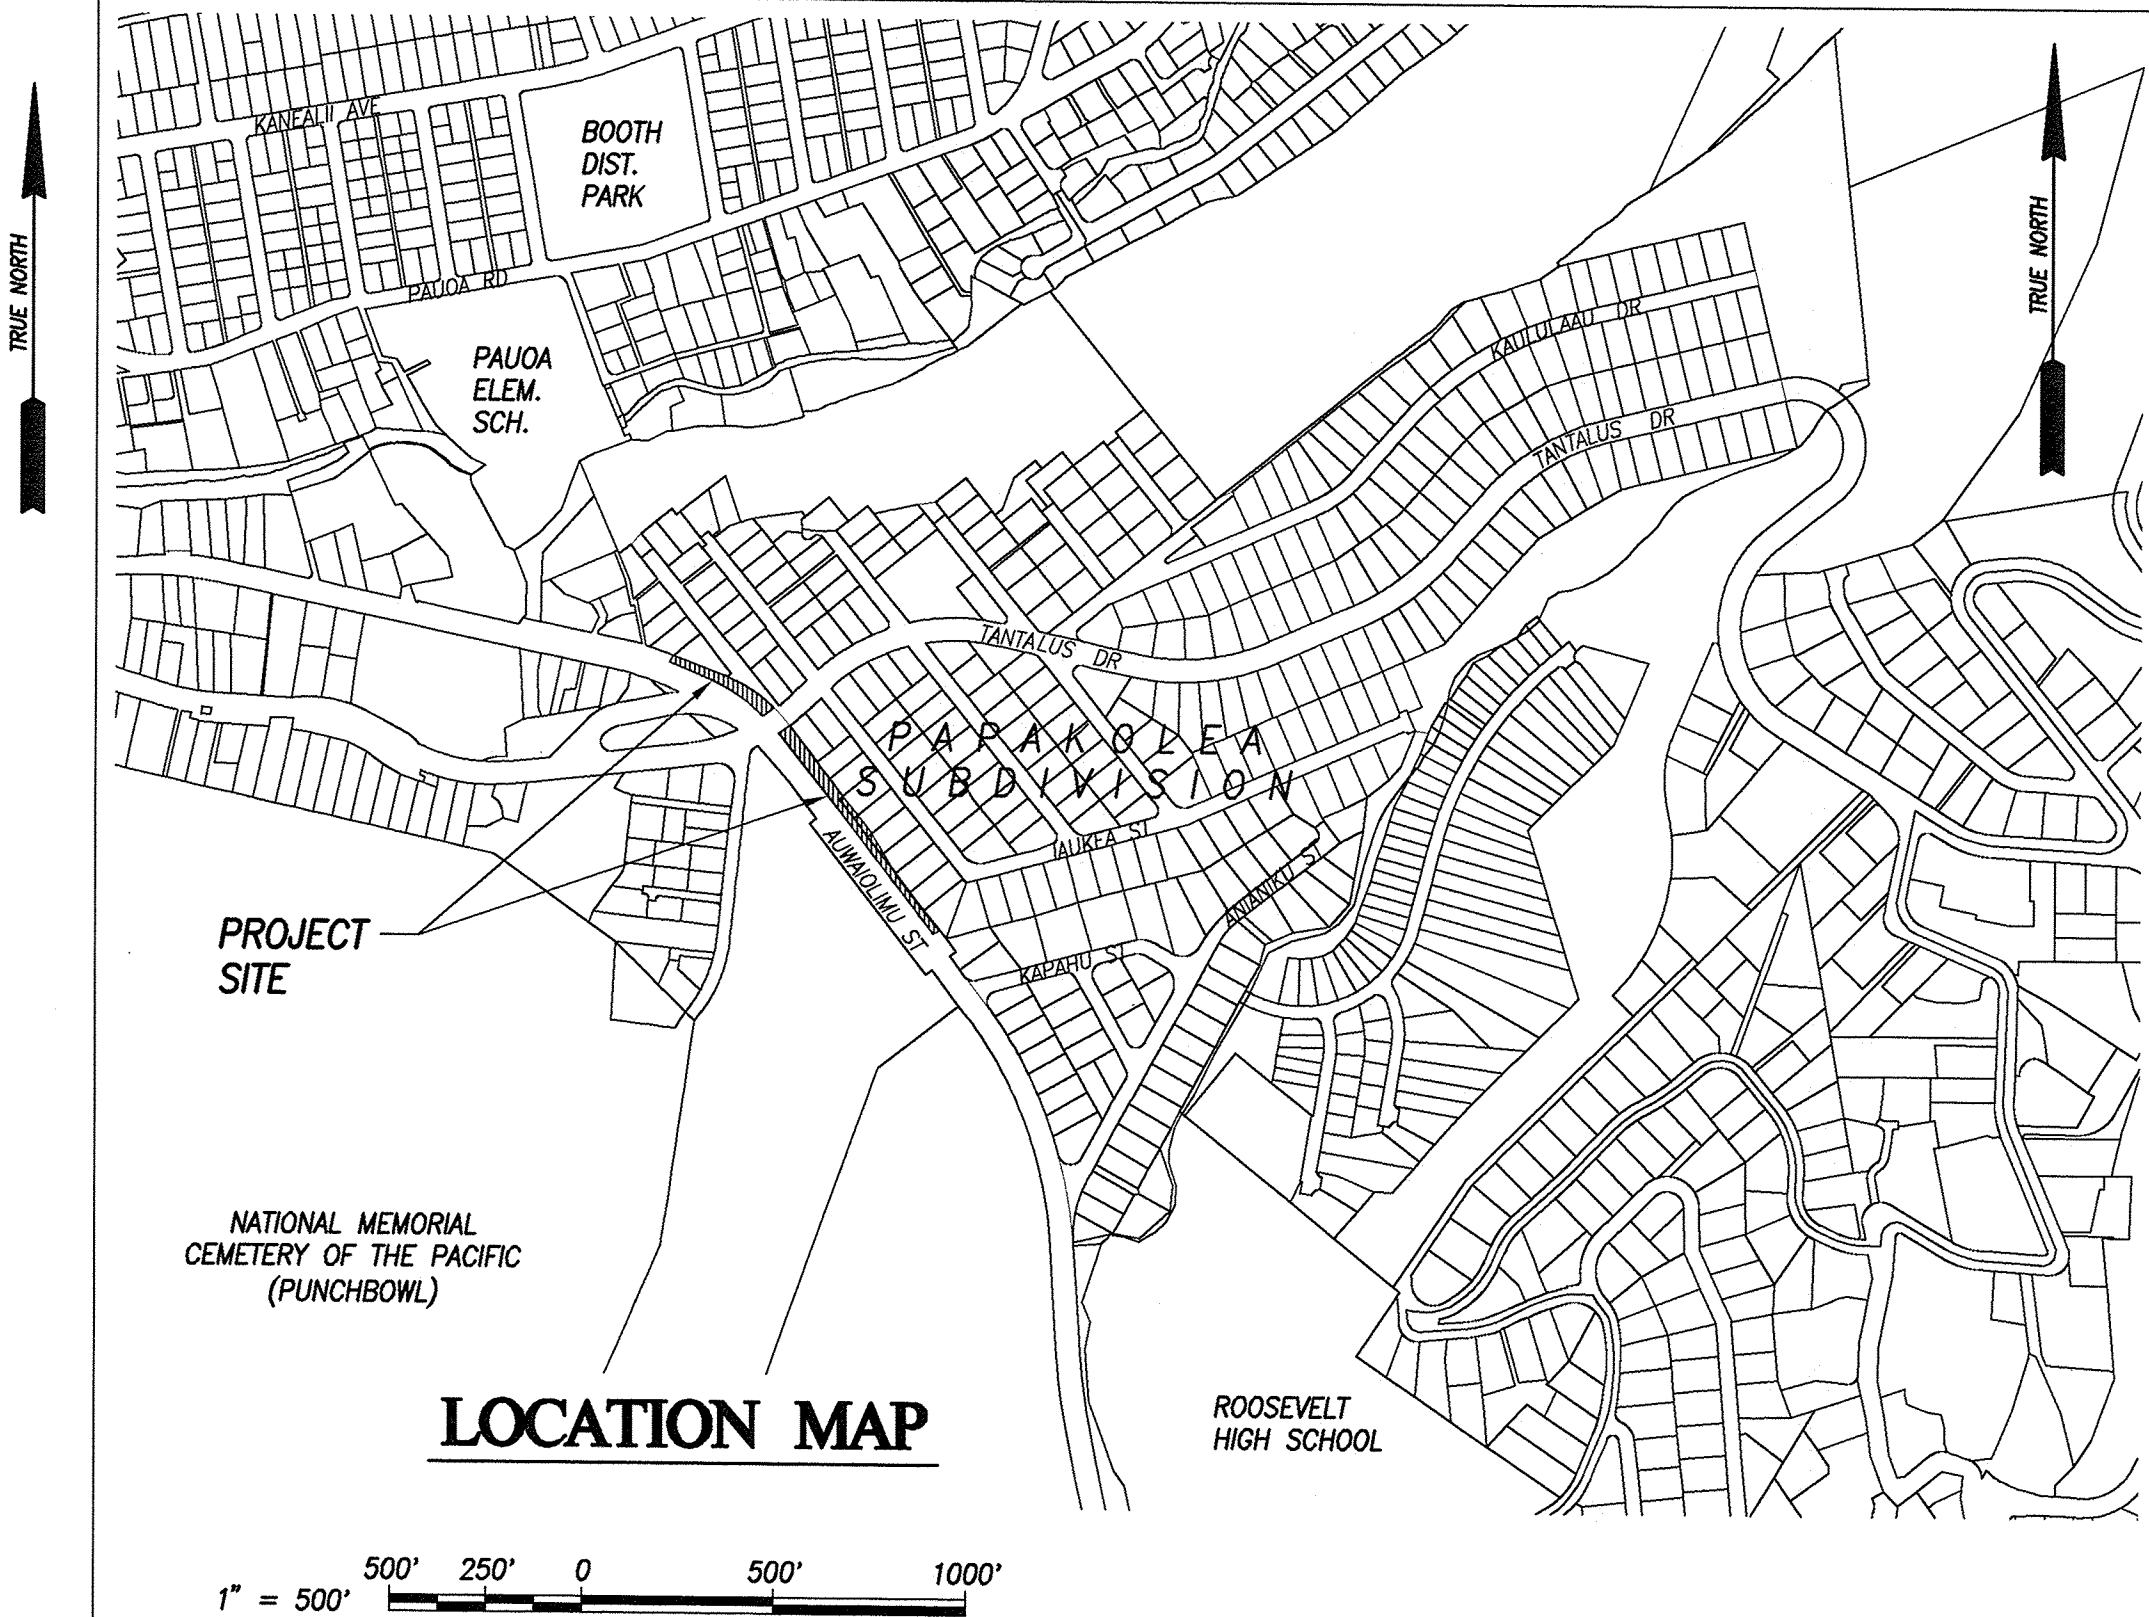 KANEALII AVE
BOOTH
DIST.
PARK
TRUE NORTH
TRUE NORTH
PAUOA RD
PAUOA
ELEM.
SCH.
KAULULAAU DR
TANTALUS DR
TANTALUS DR
PAPAKOLEA
SUBDIVISION
IAUKEA ST
AUWAIOLIMU ST
ANIANIKU ST
KAPAHU ST
PROJECT
SITE
NATIONAL MEMORIAL
CEMETERY OF THE PACIFIC
(PUNCHBOWL)
LOCATION MAP
ROOSEVELT
HIGH SCHOOL
500' 250' 0 500' 1000'
1" = 500'